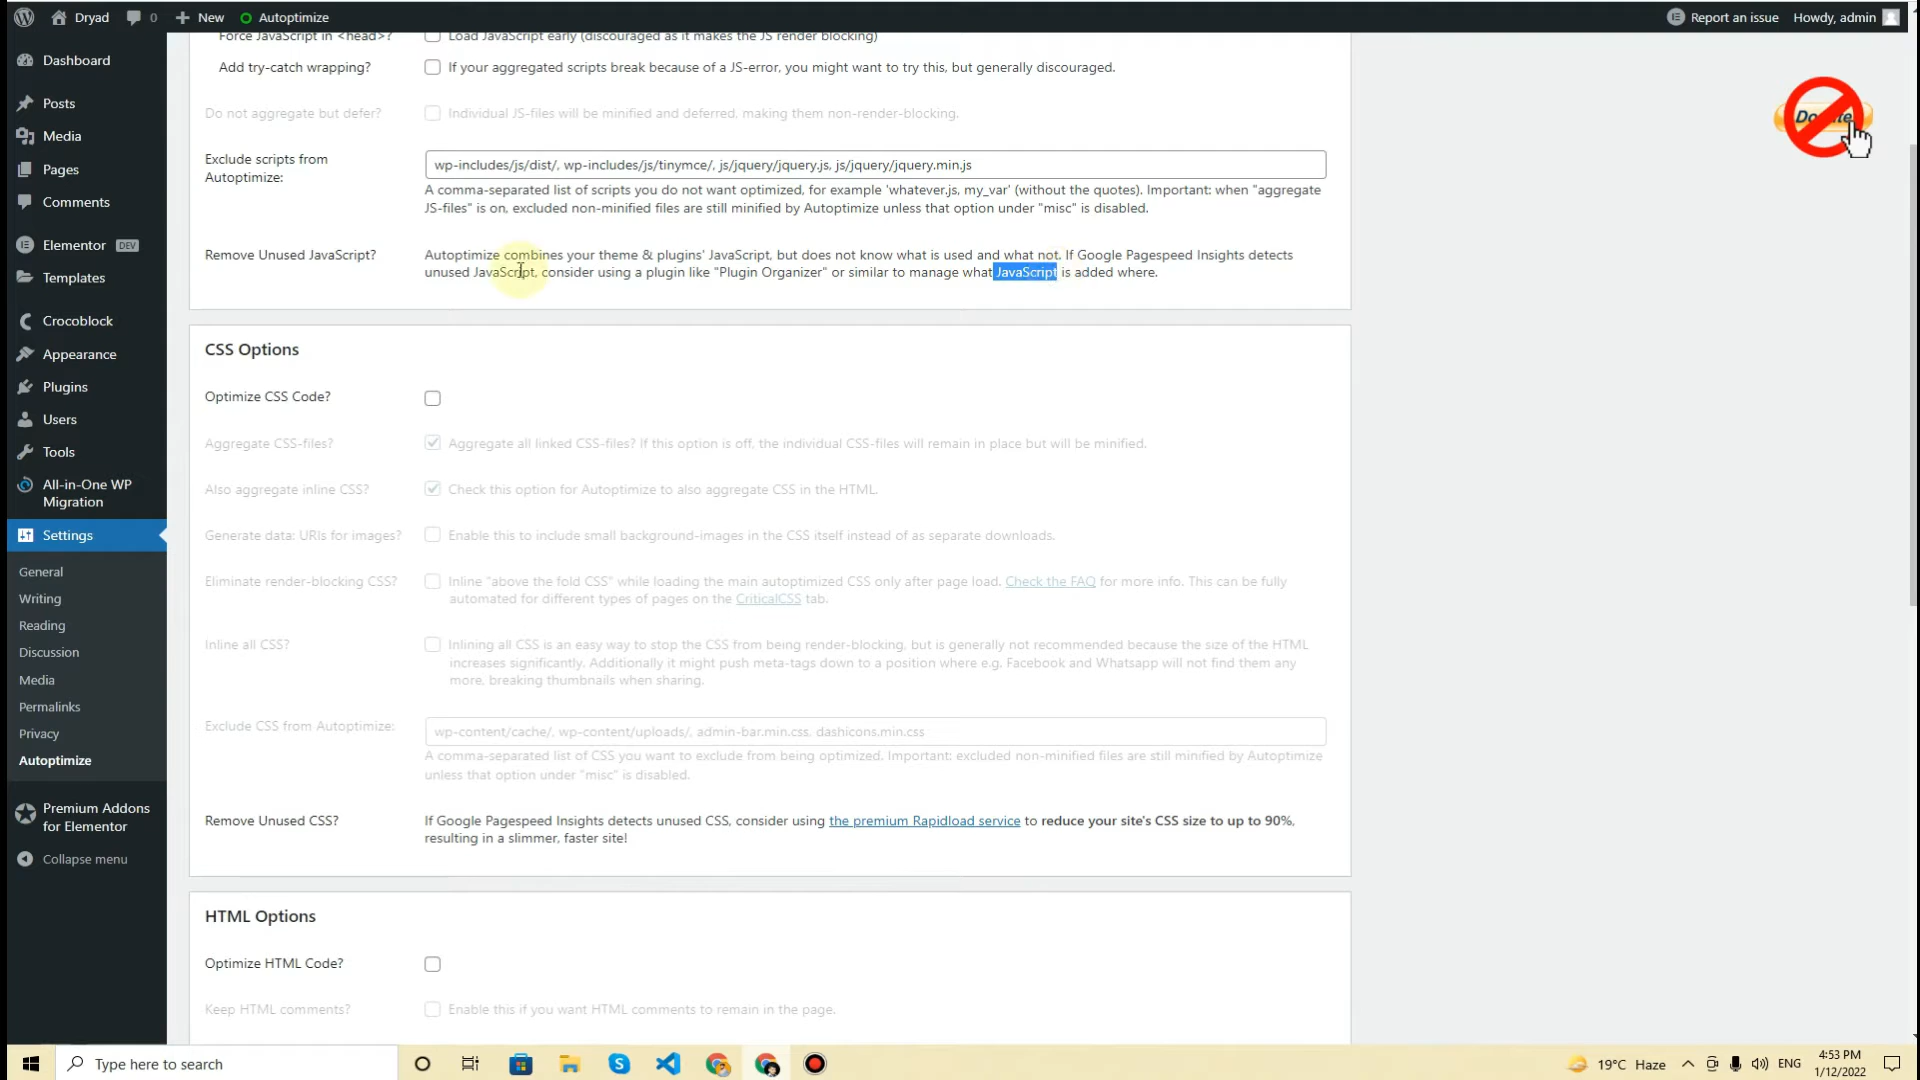 Dryad
0
New
Autoptimize
Report an issue
Howdy, admin
Dashboard
Posts
Media
Pages
Comments
Elementor DEV
Templates
Crocoblock
Appearance
Plugins
Users
Tools
All-in-One WP
Migration
Settings
General
Writing
Reading
Discussion
Media
Permalinks
Privacy
Autoptimize
Premium Addons
for Elementor
Collapse menu
Force JavaScript in <head>?
Load JavaScript early (discouraged as it makes the JS render blocking)
Add try-catch wrapping?
If your aggregated scripts break because of a JS-error, you might want to try this, but generally discouraged.
Do not aggregate but defer?
Individual JS-files will be minified and deferred, making them non-render-blocking.
Exclude scripts from
Autoptimize:
wp-includes/js/dist/, wp-includes/js/tinymce/, js/jquery/jquery.js, js/jquery/jquery.min.js
A comma-separated list of scripts you do not want optimized, for example 'whatever.js, my_var' (without the quotes). Important: when "aggregate
JS-files" is on, excluded non-minified files are still minified by Autoptimize unless that option under "misc" is disabled.
Remove Unused JavaScript?
Autoptimize combines your theme & plugins' JavaScript, but does not know what is used and what not. If Google Pagespeed Insights detects
unused JavaScript, consider using a plugin like "Plugin Organizer" or similar to manage what JavaScript is added where.
CSS Options
Optimize CSS Code?
Aggregate CSS-files?
Aggregate all linked CSS-files? If this option is off, the individual CSS-files will remain in place but will be minified.
Also aggregate inline CSS?
Check this option for Autoptimize to also aggregate CSS in the HTML.
Generate data: URIs for images?
Enable this to include small background-images in the CSS itself instead of as separate downloads.
Eliminate render-blocking CSS?
Inline "above the fold CSS" while loading the main autoptimized CSS only after page load. Check the FAQ for more info. This can be fully
automated for different types of pages on the CriticalCSS tab.
Inline all CSS?
Inlining all CSS is an easy way to stop the CSS from being render-blocking, but is generally not recommended because the size of the HTML
increases significantly. Additionally it might push meta-tags down to a position where e.g. Facebook and Whatsapp will not find them any
more, breaking thumbnails when sharing.
Exclude CSS from Autoptimize:
wp-content/cache/, wp-content/uploads/, admin-bar.min.css, dashicons.min.css
A comma-separated list of CSS you want to exclude from being optimized. Important: excluded non-minified files are still minified by Autoptimize
unless that option under "misc" is disabled.
Remove Unused CSS?
If Google Pagespeed Insights detects unused CSS, consider using the premium Rapidload service to reduce your site's CSS size to up to 90%,
resulting in a slimmer, faster site!
HTML Options
Optimize HTML Code?
Keep HTML comments?
Enable this if you want HTML comments to remain in the page.
Type here to search
19°C Haze
ENG
4:53 PM
1/12/2022